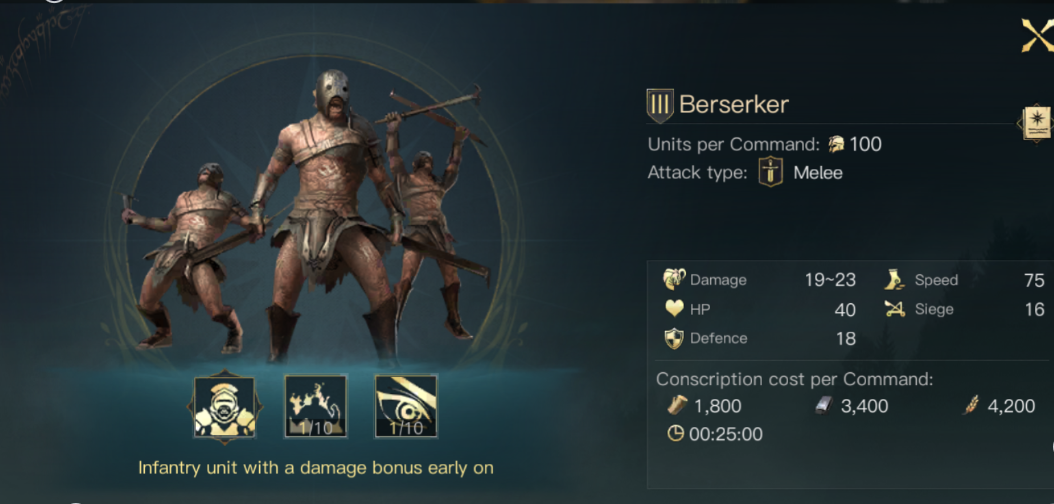 III Berserker
Units per Command: 100
Attack type: Melee
Damage 19~23 Speed 75
HP 40 Siege 16
Defence 18
Conscription cost per Command:
1,800 3,400 4,200
00:25:00
1/10 1/10
Infantry unit with a damage bonus early on